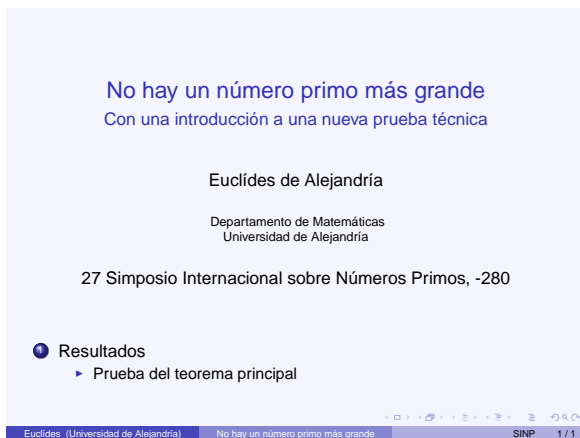 No hay un número primo más grande
Con una introducción a una nueva prueba técnica
Euclídes de Alejandría
Departamento de Matemáticas
Universidad de Alejandría
27 Simposio Internacional sobre Números Primos, -280
1 Resultados
Prueba del teorema principal
Euclídes (Universidad de Alejandría) No hay un número primo más grande SINP 1 / 1